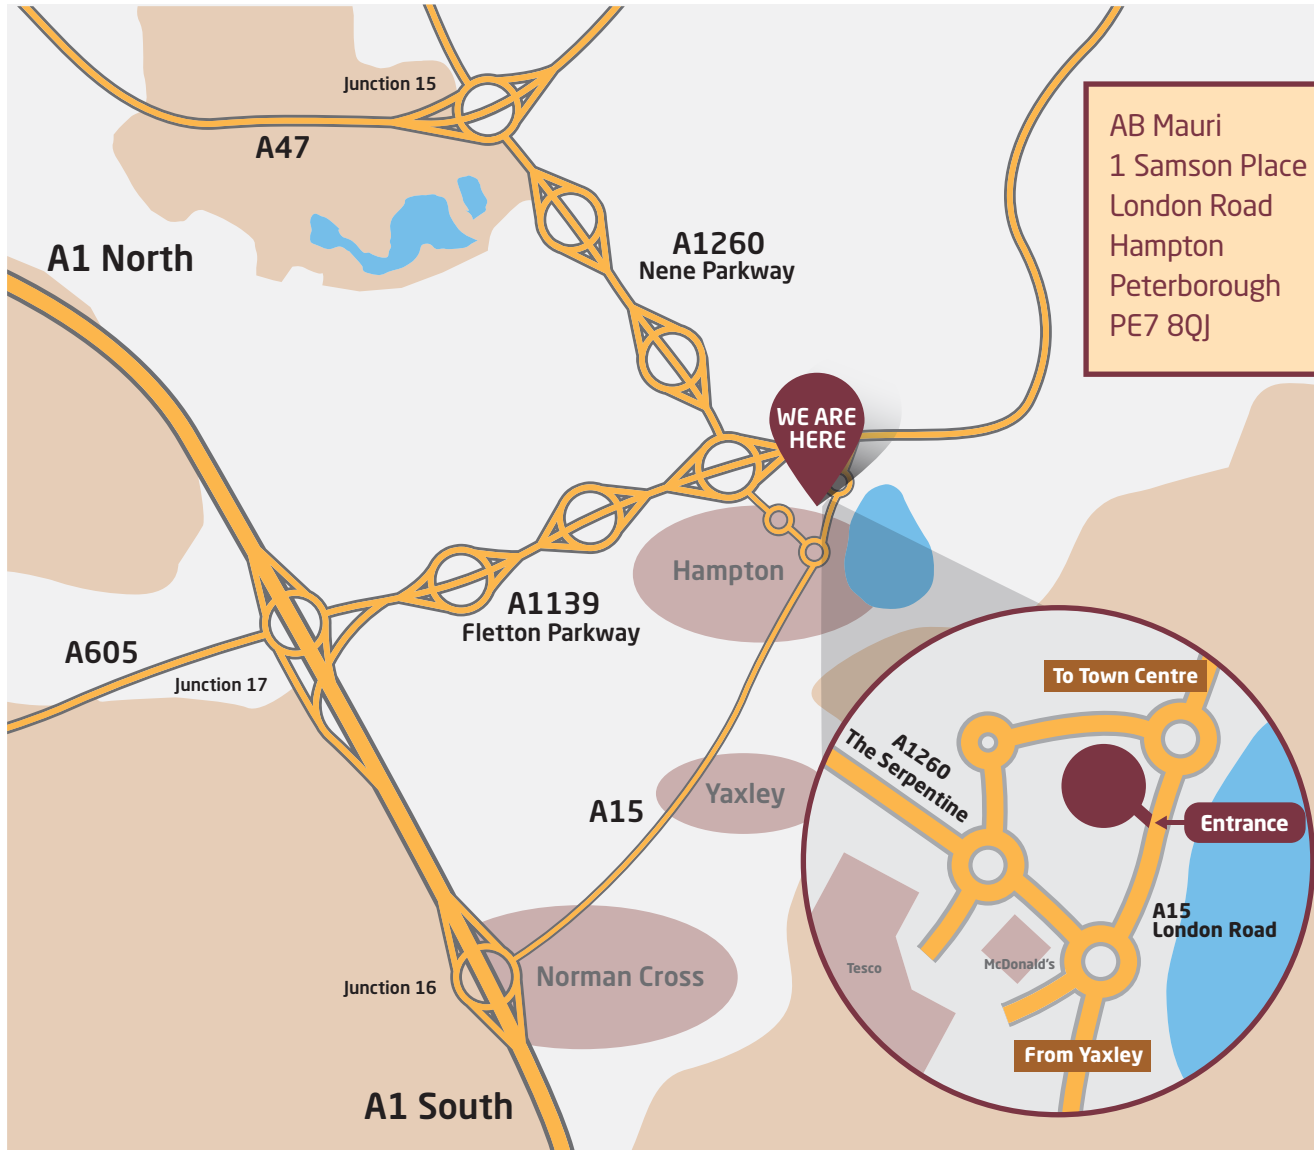 Junction 15
A47
A1 North
A1260
Nene Parkway
AB Mauri
1 Samson Place
London Road
Hampton
Peterborough
PE7 8QJ
WE ARE
HERE
Hampton
A1139
Fletton Parkway
A605
Junction 17
Yaxley
A15
Norman Cross
Junction 16
A1 South
To Town Centre
A1260
The Serpentine
Entrance
A15
London Road
Tesco
McDonald's
From Yaxley